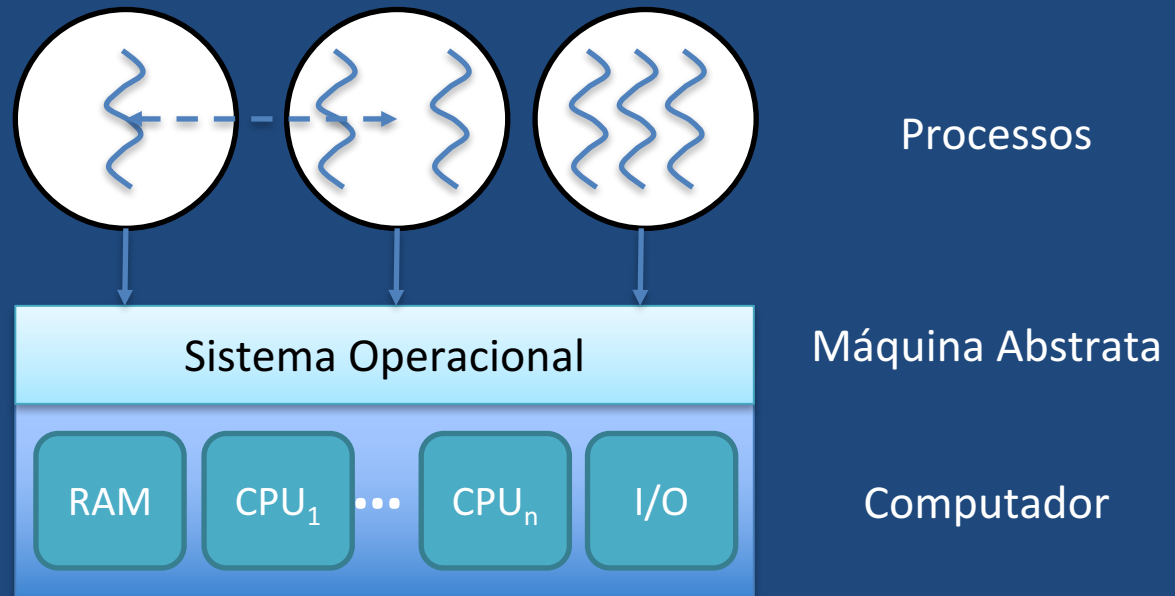 Processos
Máquina Abstrata
Sistema Operacional
RAM
CPU₁
...
CPUₙ
I/O
Computador